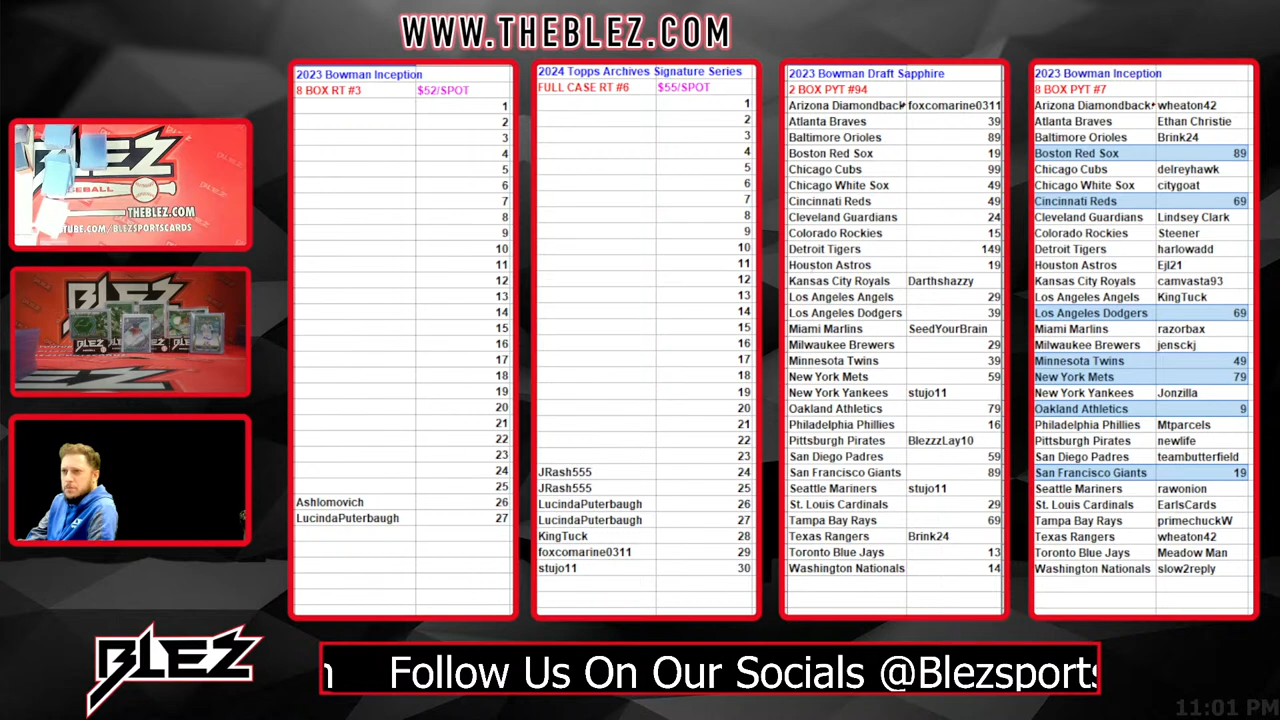 WWW.THEBLEZ.COM
BLEZ
BASEBALL
THEBLEZ.COM
YOUTUBE.COM/BLEZSPORTSCARDS
BLEZ
2023 Bowman Inception
8 BOX RT #3 $52/SPOT
1
2
3
4
5
6
7
8
9
10
11
12
13
14
15
16
17
18
19
20
21
22
23
24
25
Ashlomovich 26
LucindaPuterbaugh 27
2024 Topps Archives Signature Series
FULL CASE RT #6 $55/SPOT
1
2
3
4
5
6
7
8
9
10
11
12
13
14
15
16
17
18
19
20
21
22
23
JRash555 24
JRash555 25
LucindaPuterbaugh 26
LucindaPuterbaugh 27
KingTuck 28
foxcomarine0311 29
stujo11 30
2023 Bowman Draft Sapphire
2 BOX PYT #94
Arizona Diamondback foxcomarine0311
Atlanta Braves 39
Baltimore Orioles 89
Boston Red Sox 19
Chicago Cubs 99
Chicago White Sox 49
Cincinnati Reds 49
Cleveland Guardians 24
Colorado Rockies 15
Detroit Tigers 149
Houston Astros 19
Kansas City Royals Darthshazzy
Los Angeles Angels 29
Los Angeles Dodgers 39
Miami Marlins SeedYourBrain
Milwaukee Brewers 29
Minnesota Twins 39
New York Mets 59
New York Yankees stujo11
Oakland Athletics 79
Philadelphia Phillies 16
Pittsburgh Pirates BlezzzLay10
San Diego Padres 59
San Francisco Giants 89
Seattle Mariners stujo11
St. Louis Cardinals 29
Tampa Bay Rays 69
Texas Rangers Brink24
Toronto Blue Jays 13
Washington Nationals 14
2023 Bowman Inception
8 BOX PYT #7
Arizona Diamondback wheaton42
Atlanta Braves Ethan Christie
Baltimore Orioles Brink24
Boston Red Sox 89
Chicago Cubs delreyhawk
Chicago White Sox citygoat
Cincinnati Reds 69
Cleveland Guardians Lindsey Clark
Colorado Rockies Steener
Detroit Tigers harlowadd
Houston Astros Ejl21
Kansas City Royals camvasta93
Los Angeles Angels KingTuck
Los Angeles Dodgers 69
Miami Marlins razorbax
Milwaukee Brewers jensckj
Minnesota Twins 49
New York Mets 79
New York Yankees Jonzilla
Oakland Athletics 9
Philadelphia Phillies Mtparcels
Pittsburgh Pirates newlife
San Diego Padres teambutterfield
San Francisco Giants 19
Seattle Mariners rawonion
St. Louis Cardinals EarlsCards
Tampa Bay Rays primechuckW
Texas Rangers wheaton42
Toronto Blue Jays Meadow Man
Washington Nationals slow2reply
BLEZ
Follow Us On Our Socials @Blezsports
11:01 PM